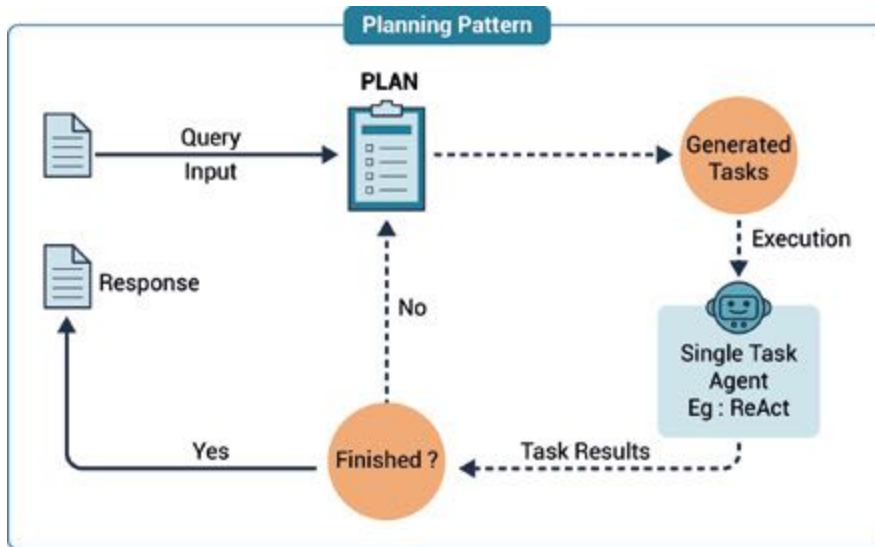 Planning Pattern
PLAN
Query
Input
Generated
Tasks
Execution
Response
No
Single Task
Agent
Eg : ReAct
Yes
Finished ?
Task Results